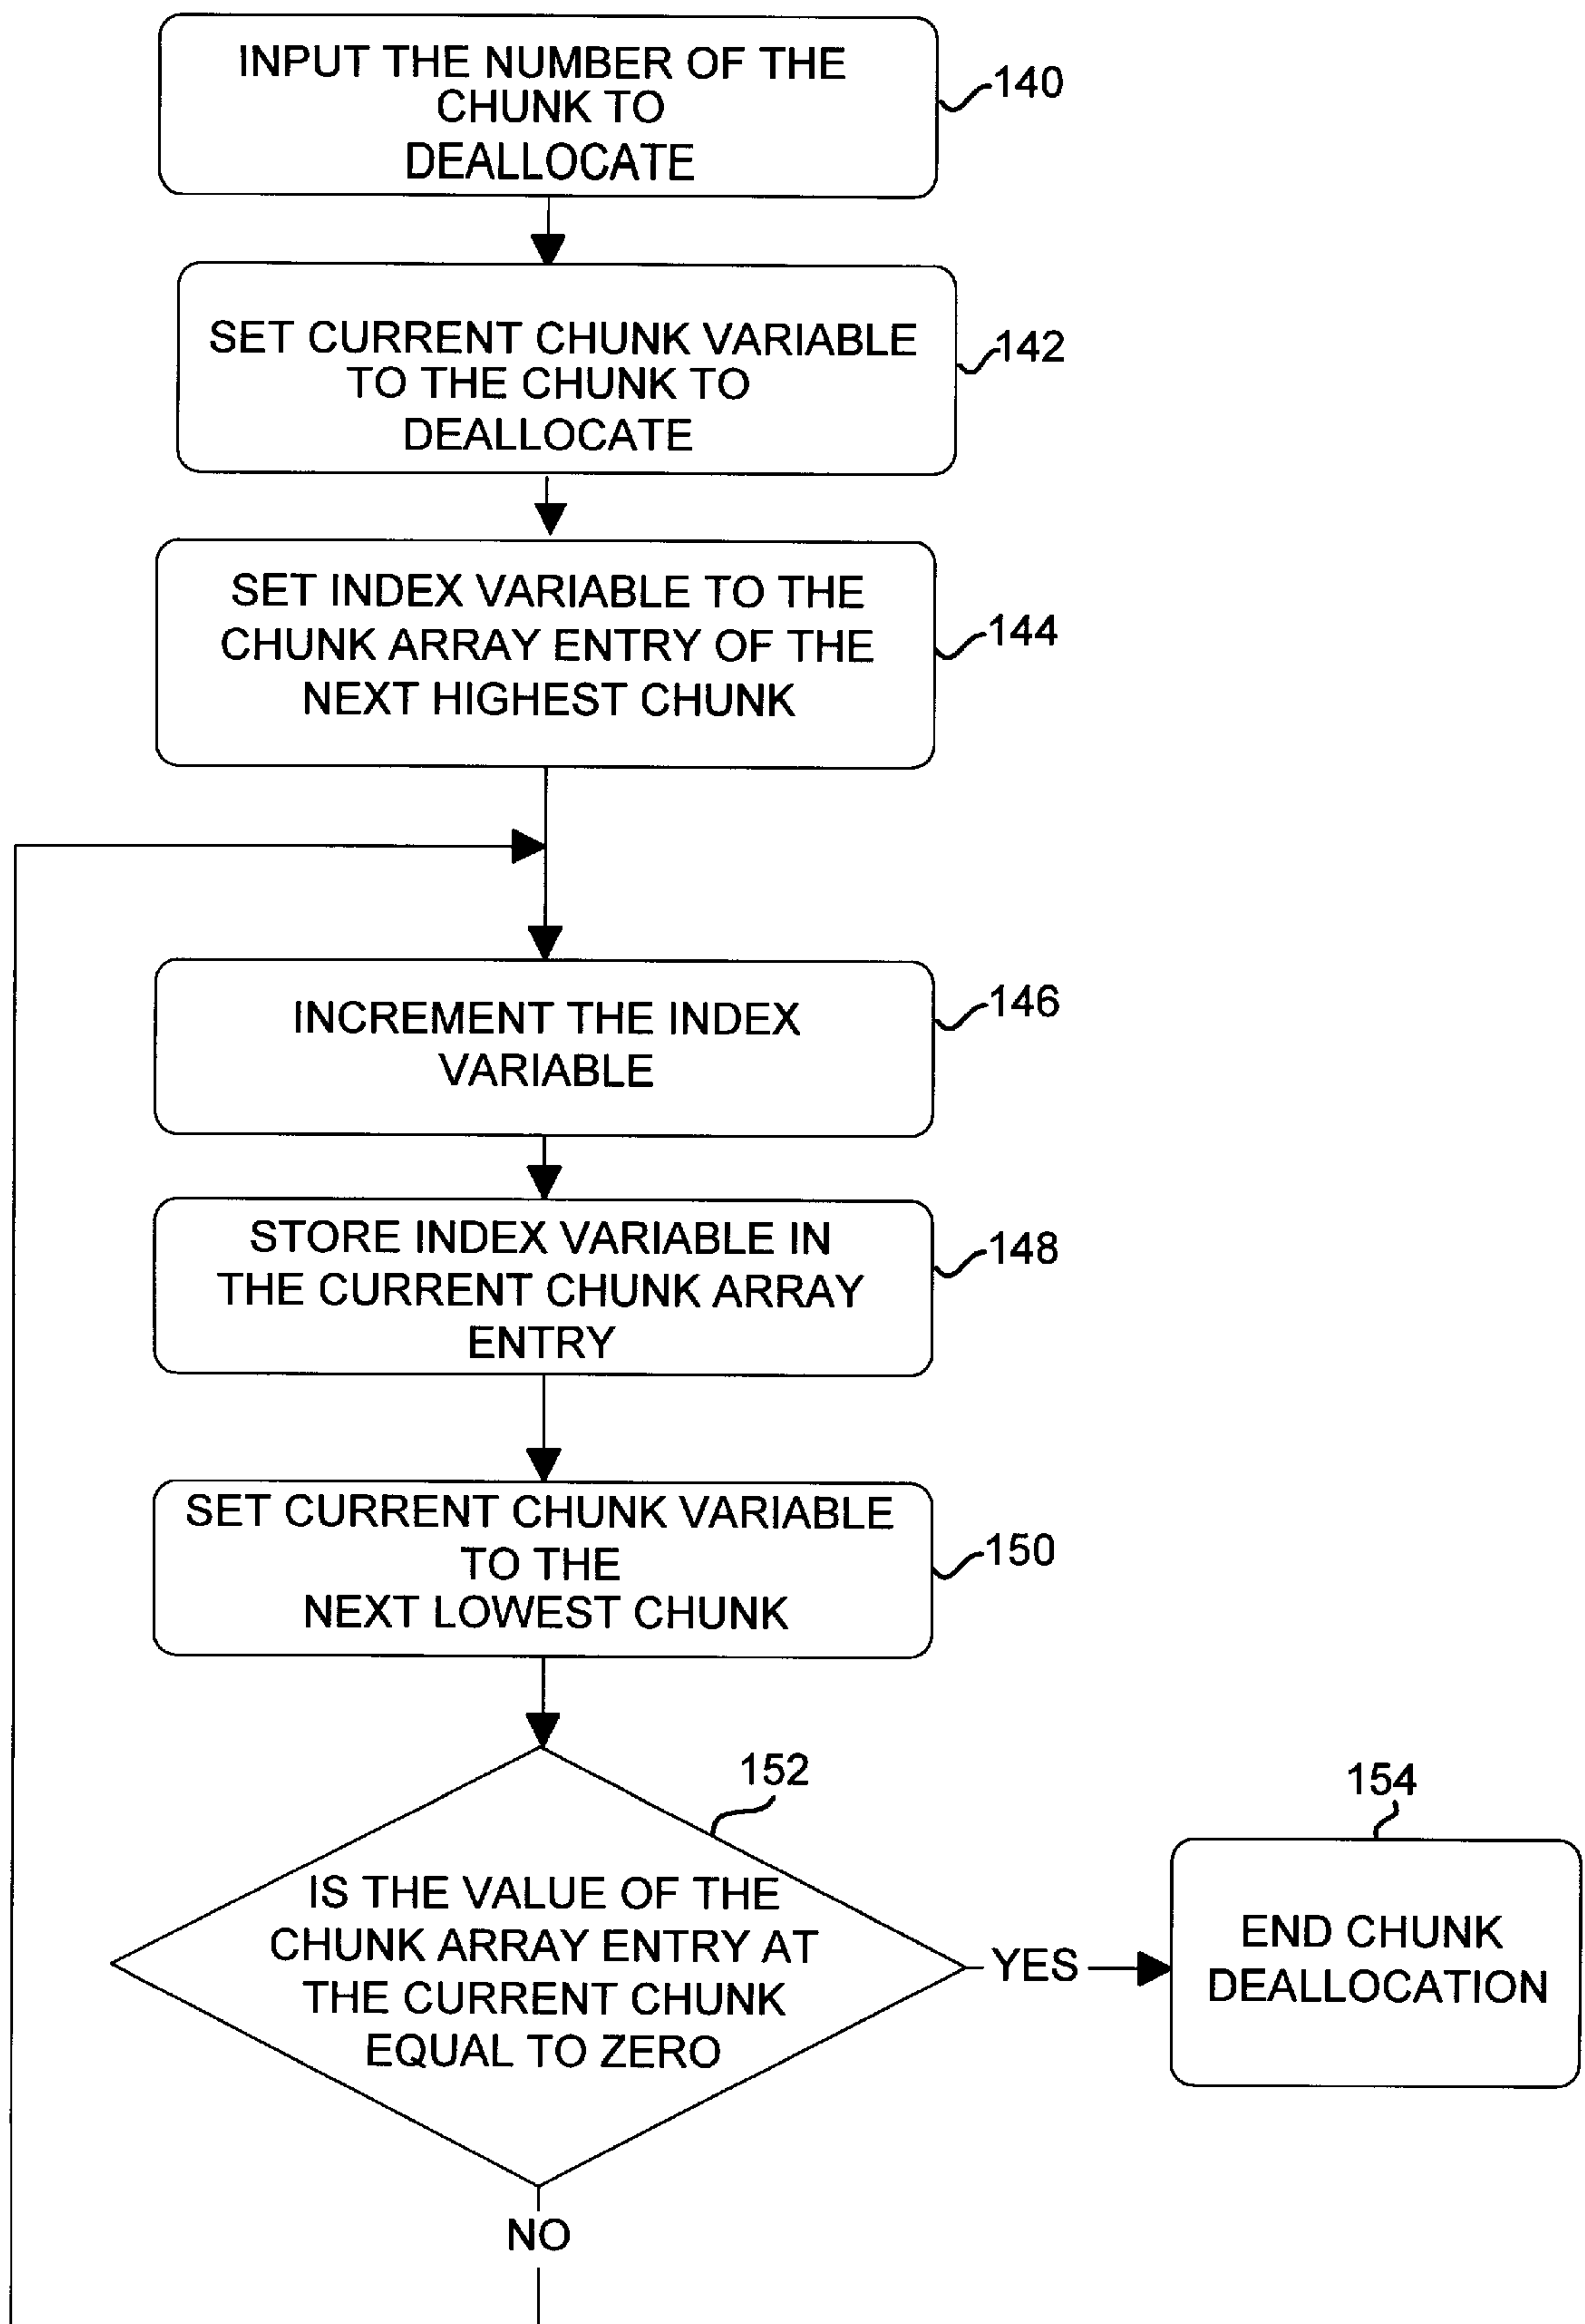 INPUT THE NUMBER OF THE
CHUNK TO
DEALLOCATE
140
SET CURRENT CHUNK VARIABLE
TO THE CHUNK TO
DEALLOCATE
142
SET INDEX VARIABLE TO THE
CHUNK ARRAY ENTRY OF THE
NEXT HIGHEST CHUNK
144
INCREMENT THE INDEX
VARIABLE
146
STORE INDEX VARIABLE IN
THE CURRENT CHUNK ARRAY
ENTRY
148
SET CURRENT CHUNK VARIABLE
TO THE
NEXT LOWEST CHUNK
150
152
IS THE VALUE OF THE
CHUNK ARRAY ENTRY AT
THE CURRENT CHUNK
EQUAL TO ZERO
YES
154
END CHUNK
DEALLOCATION
NO